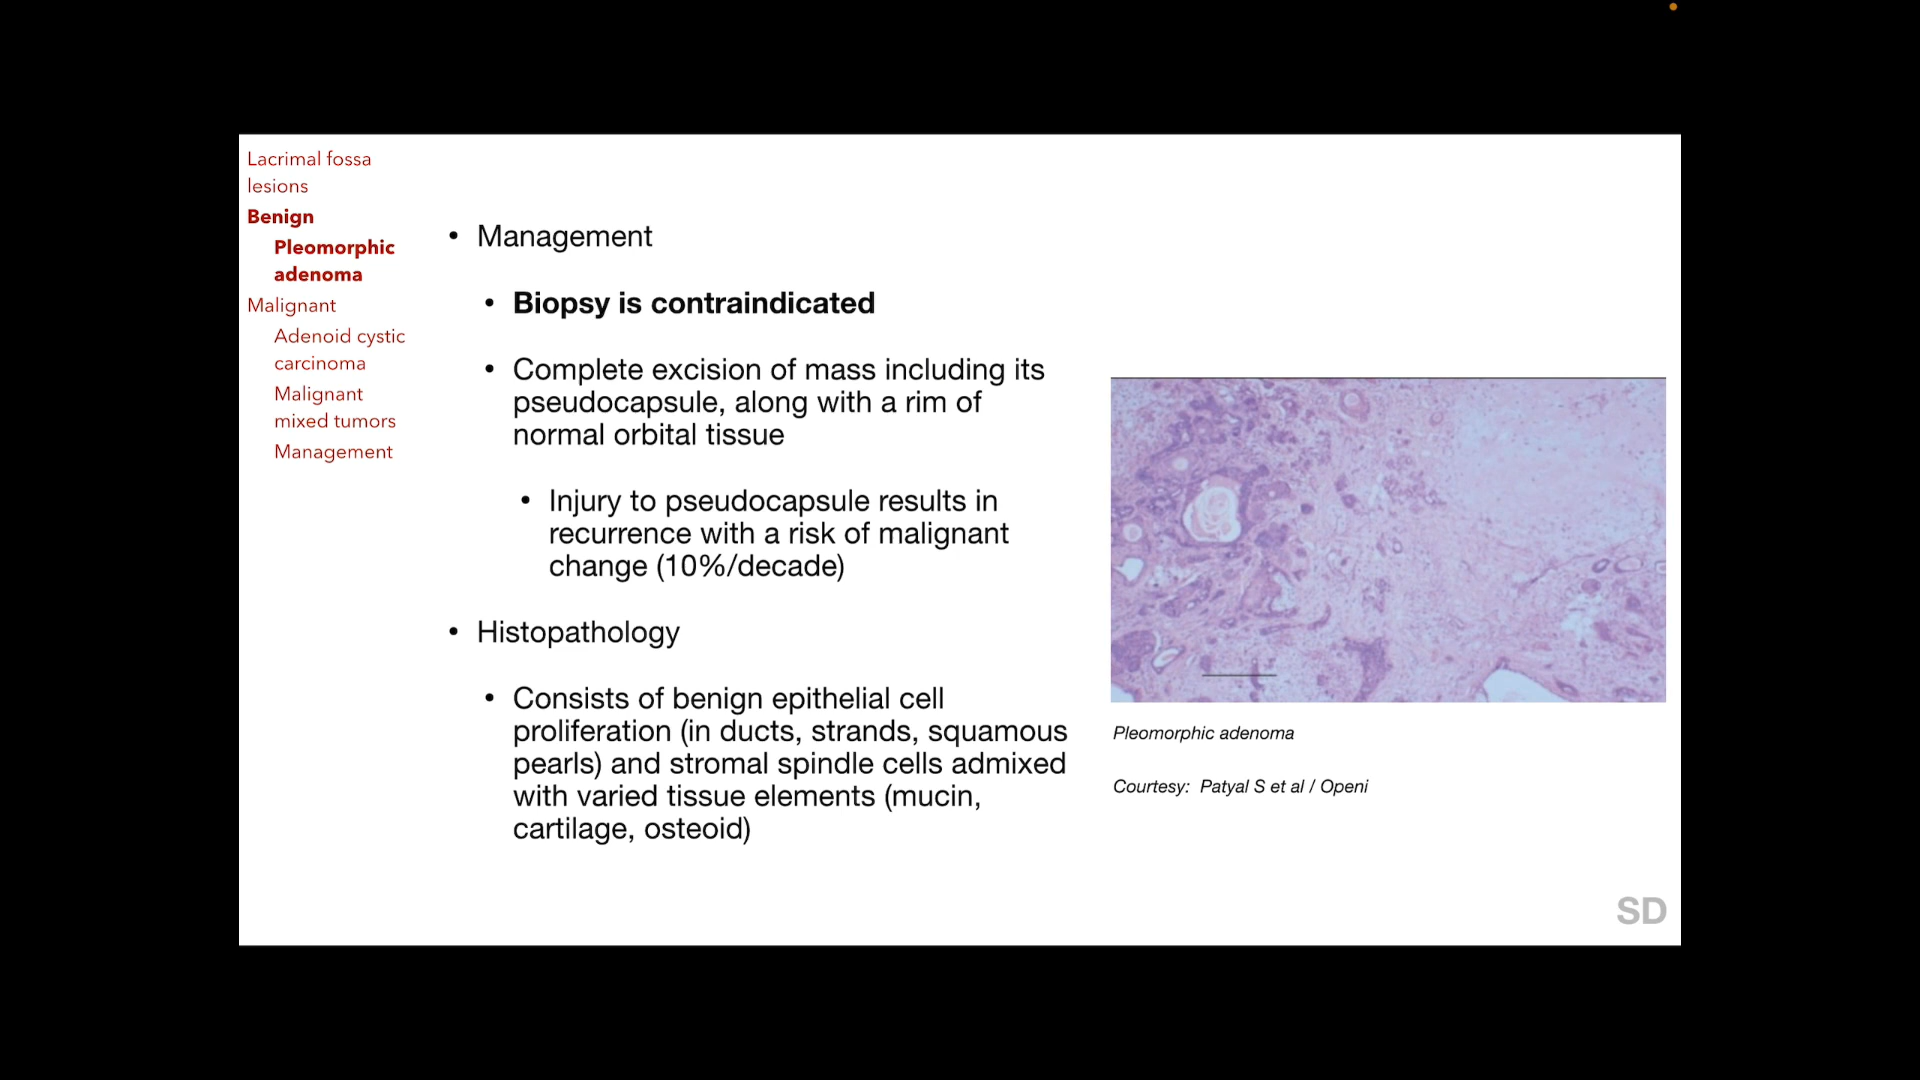 Lacrimal fossa
lesions
Benign
Pleomorphic
adenoma
Malignant
Adenoid cystic
carcinoma
Malignant
mixed tumors
Management
• Management
• Biopsy is contraindicated
• Complete excision of mass including its
pseudocapsule, along with a rim of
normal orbital tissue
• Injury to pseudocapsule results in
recurrence with a risk of malignant
change (10%/decade)
• Histopathology
• Consists of benign epithelial cell
proliferation (in ducts, strands, squamous
pearls) and stromal spindle cells admixed
with varied tissue elements (mucin,
cartilage, osteoid)
Pleomorphic adenoma
Courtesy: Patyal S et al / Openi
SD